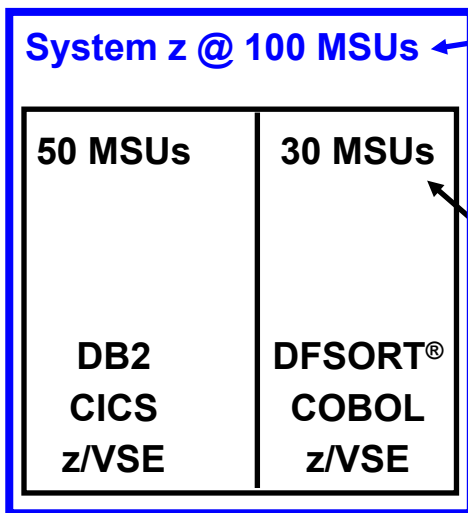 System z @ 100 MSUs
50 MSUs
30 MSUs
DB2
DFSORT®
CICS
COBOL
z/VSE
z/VSE